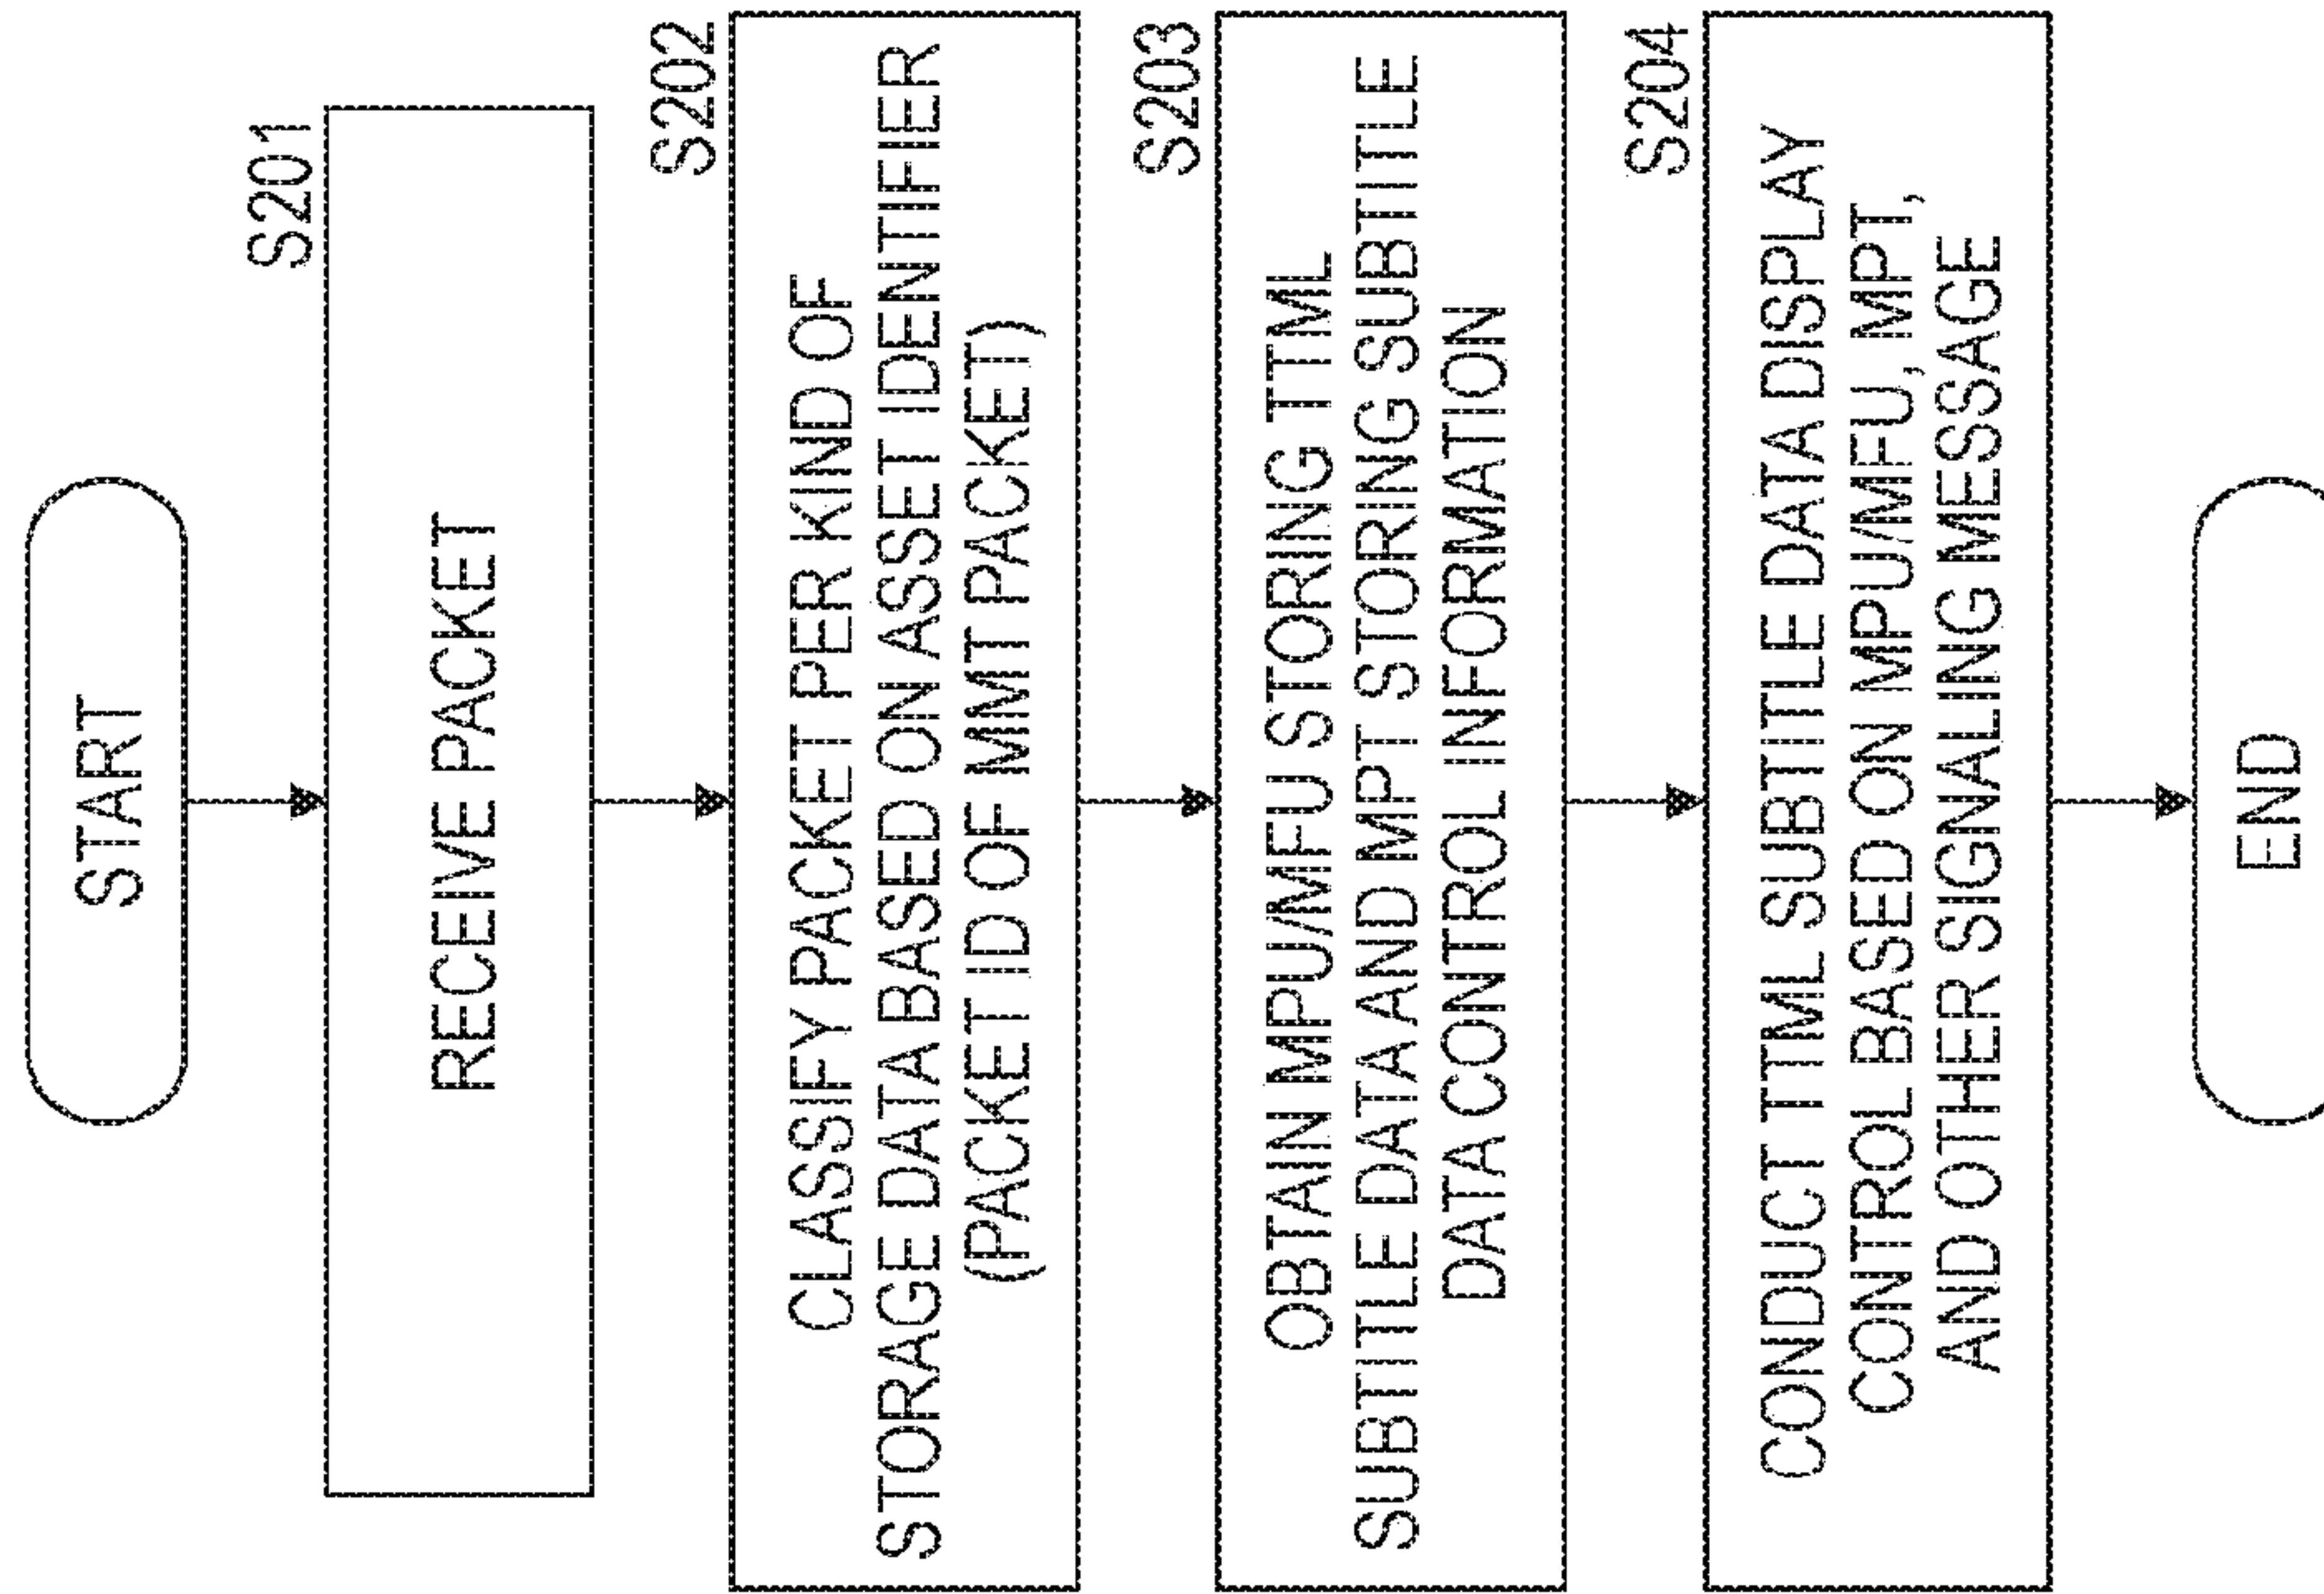 START
S201
RECEIVE PACKET
S202
CLASSIFY PACKET PER KIND OF
STORAGE DATA BASED ON ASSET IDENTIFIER
(PACKET ID OF MMT PACKET)
S203
OBTAIN MPU/MFU STORING TTML
SUBTITLE DATA AND MPT STORING SUBTITLE
DATA CONTROL INFORMATION
S204
CONDUCT TTML SUBTITLE DATA DISPLAY
CONTROL BASED ON MPU/MFU, MPT,
AND OTHER SIGNALING MESSAGE
END